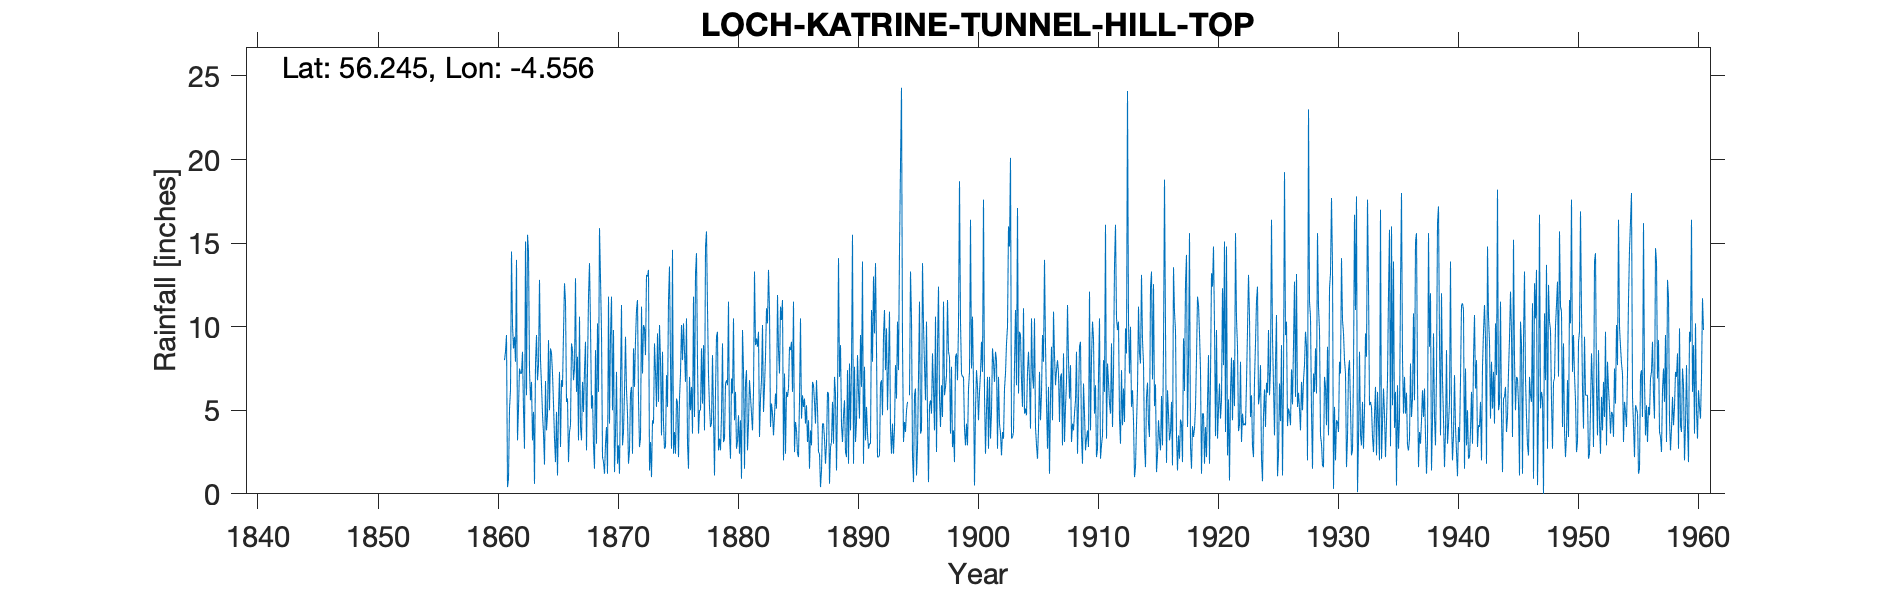 LOCH-KATRINE-TUNNEL-HILL-TOP
Lat: 56.245, Lon: -4.556
Rainfall [inches]
25
20
15
10
5
0
1840 1850 1860 1870 1880 1890 1900 1910 1920 1930 1940 1950 1960
Year